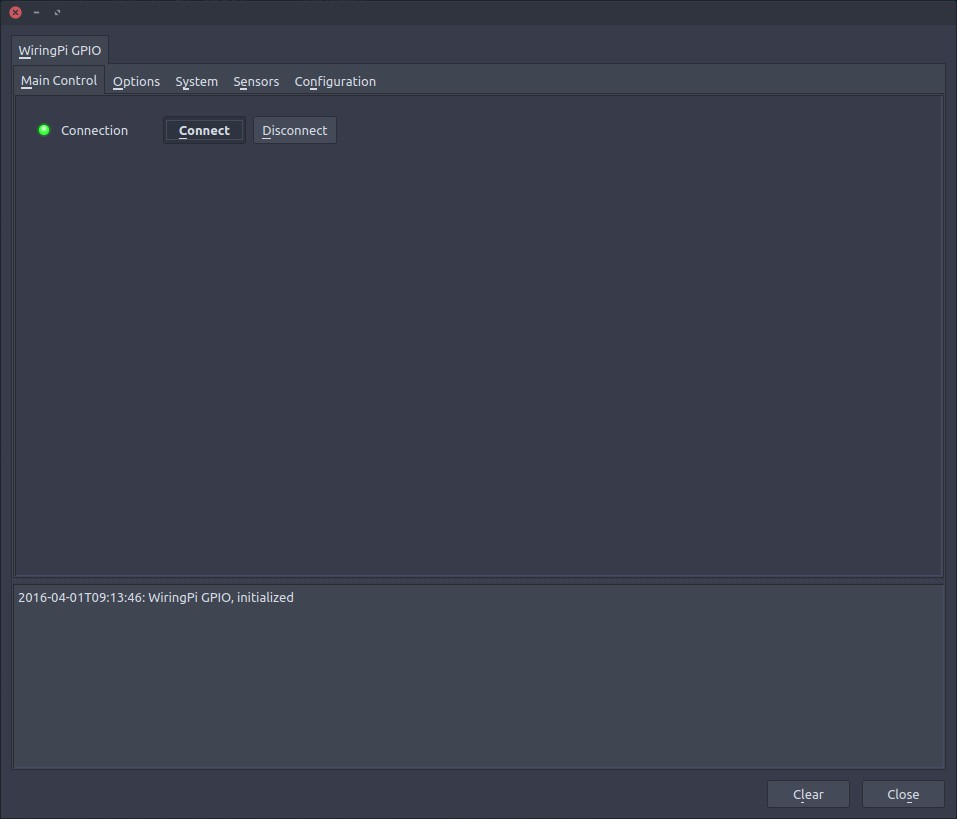 WiringPi GPIO
Main Control Options System Sensors Configuration
Connection Connect Disconnect
2016-04-01T09:13:46: WiringPi GPIO, initialized
Clear Close